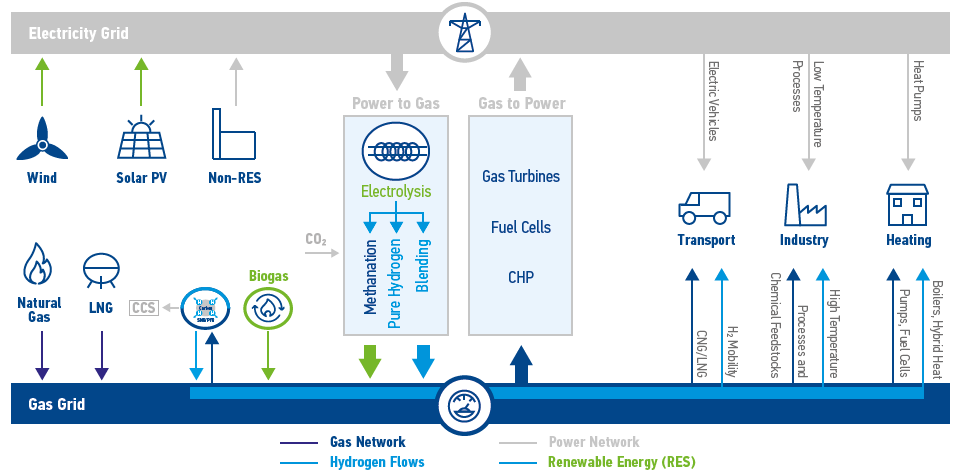 Electricity Grid
Power to Gas
Gas to Power
Electric Vehicles
Low Temperature
Processes
Heat Pumps
Wind
Solar PV
Non-RES
Electrolysis
Methanation
Pure Hydrogen
Blending
Gas Turbines
Fuel Cells
CHP
Transport
Industry
Heating
CO₂
Natural
Gas
LNG
CCS
SMR/PYR
Biogas
CNG/LNG
H₂ Mobility
Chemical Feedstocks
Processes and
High Temperature
Pumps, Fuel Cells
Boilers, Hybrid Heat
Gas Grid
Gas Network
Hydrogen Flows
Power Network
Renewable Energy (RES)